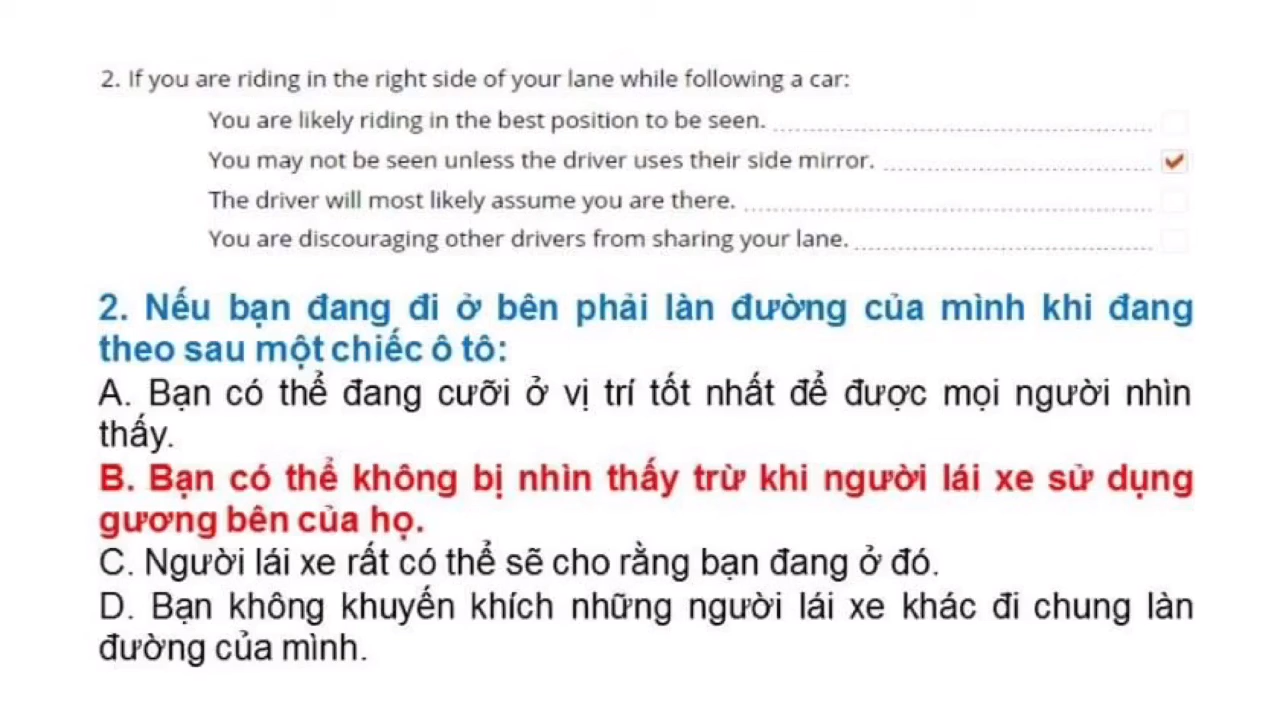 2. If you are riding in the right side of your lane while following a car:
You are likely riding in the best position to be seen.
You may not be seen unless the driver uses their side mirror.
The driver will most likely assume you are there.
You are discouraging other drivers from sharing your lane.
2. Nếu bạn đang đi ở bên phải làn đường của mình khi đang
theo sau một chiếc ô tô:
A. Bạn có thể đang cưỡi ở vị trí tốt nhất để được mọi người nhìn
thấy.
B. Bạn có thể không bị nhìn thấy trừ khi người lái xe sử dụng
gương bên của họ.
C. Người lái xe rất có thể sẽ cho rằng bạn đang ở đó.
D. Bạn không khuyến khích những người lái xe khác đi chung làn
đường của mình.